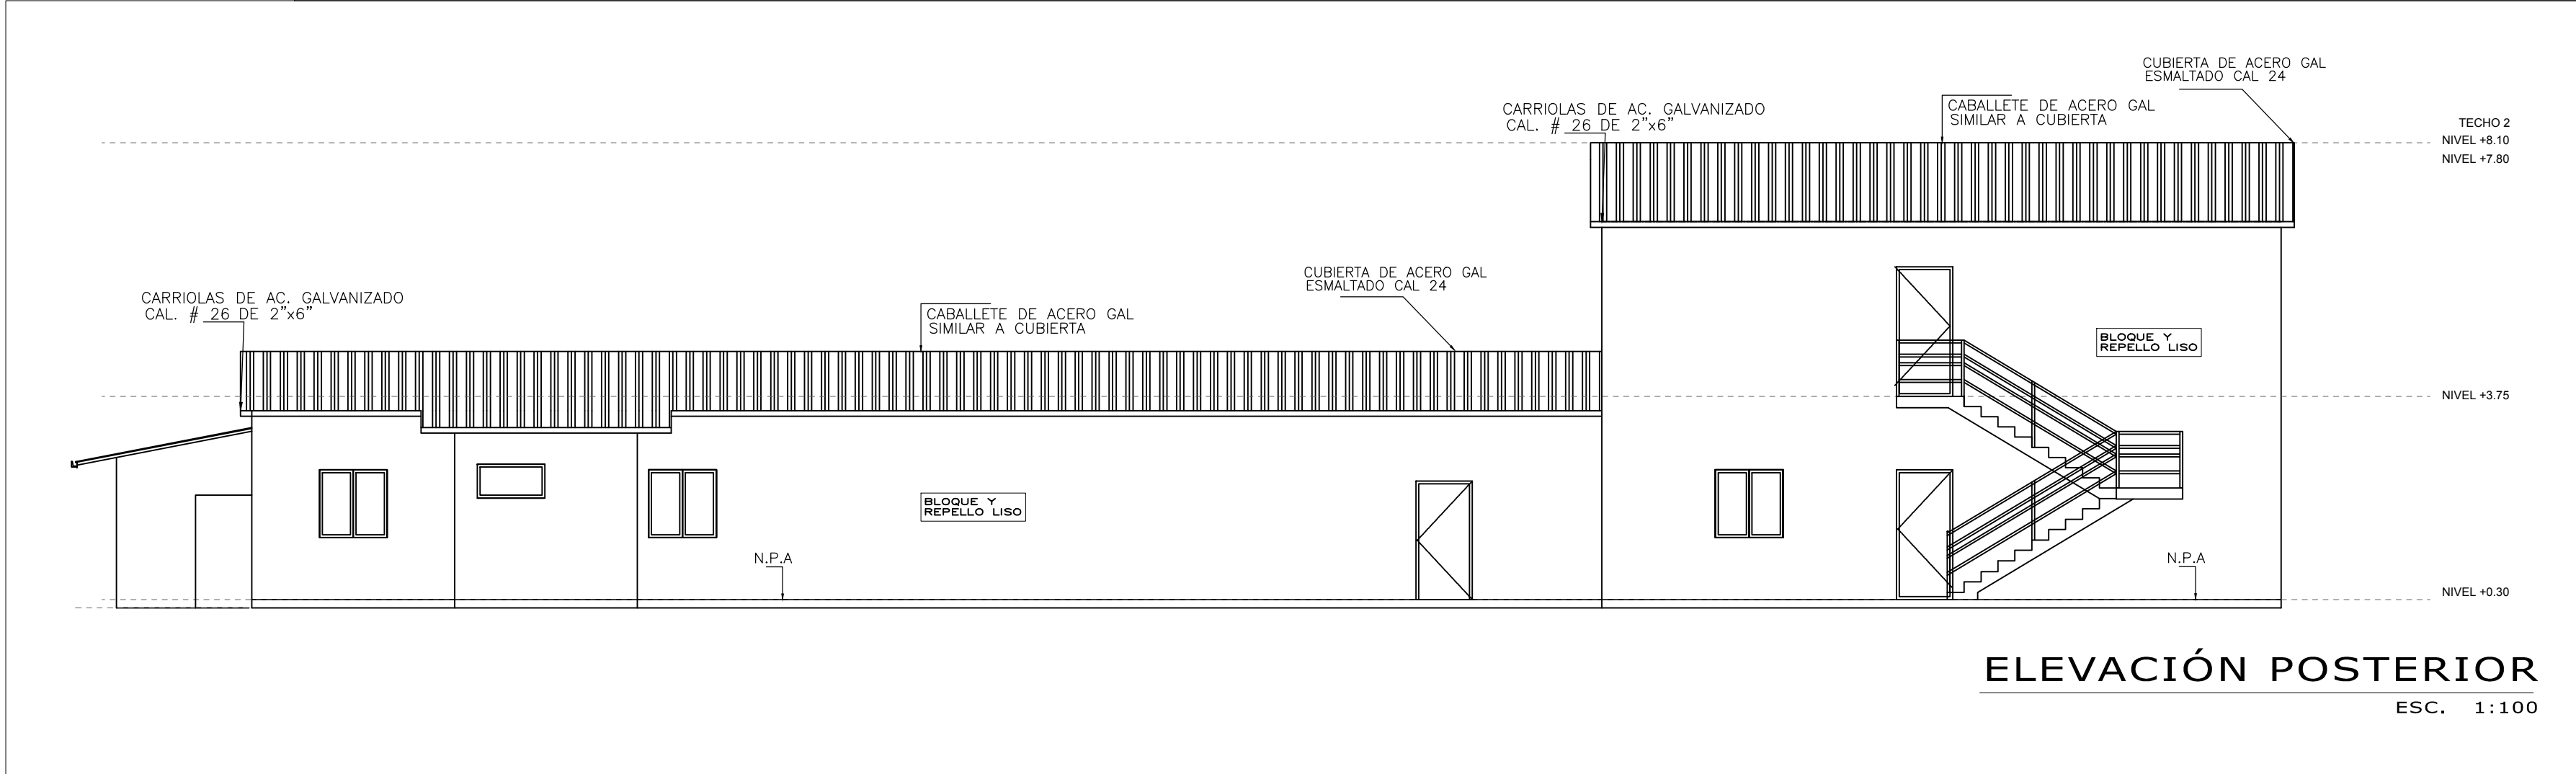 CUBIERTA DE ACERO GAL
ESMALTADO CAL 24
CARRIOLAS DE AC. GALVANIZADO
CAL. # 26 DE 2”x6”
CABALLETE DE ACERO GAL
SIMILAR A CUBIERTA
TECHO 2
NIVEL +8.10
NIVEL +7.80
CUBIERTA DE ACERO GAL
ESMALTADO CAL 24
CARRIOLAS DE AC. GALVANIZADO
CAL. # 26 DE 2”x6”
CABALLETE DE ACERO GAL
SIMILAR A CUBIERTA
BLOQUE Y
REPELLO LISO
NIVEL +3.75
BLOQUE Y
REPELLO LISO
N.P.A
N.P.A
NIVEL +0.30
ELEVACIÓN POSTERIOR
ESC. 1:100